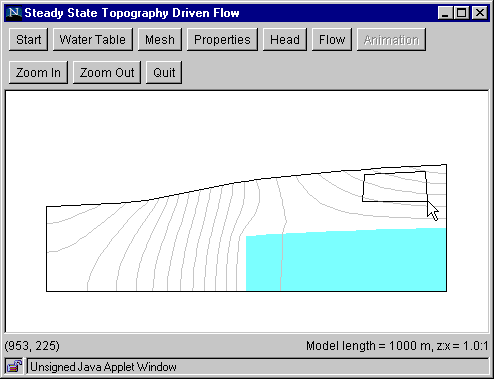 Steady State Topography Driven Flow
Start Water Table Mesh Properties Head Flow Animation
Zoom In Zoom Out Quit
(953, 225) Model length = 1000 m, z:x = 1.0:1
Unsigned Java Applet Window